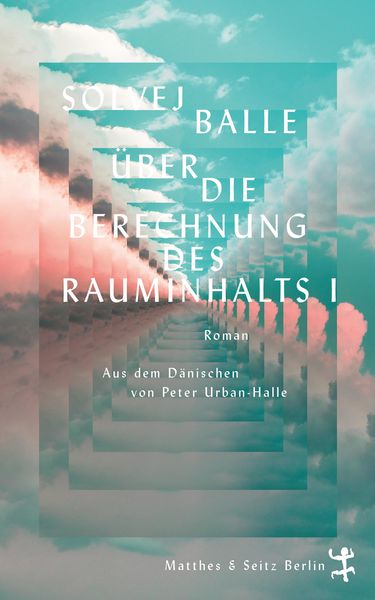 SOLVEJ
BALLE
ÜBER
DIE
BERECHNUNG
DES
RAUMINHALTS I
Roman
Aus dem Dänischen
von Peter Urban-Halle
Matthes & Seitz Berlin